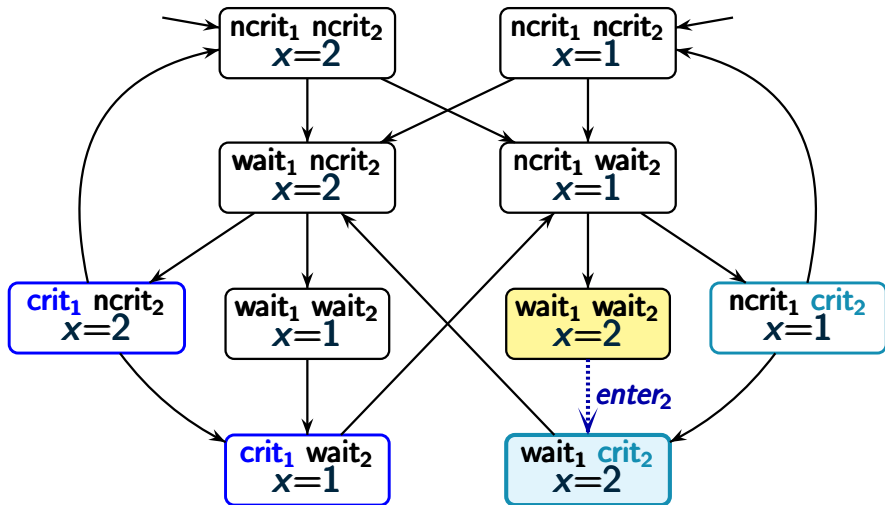 ncrit₁ ncrit₂
x=2
ncrit₁ ncrit₂
x=1
wait₁ ncrit₂
x=2
ncrit₁ wait₂
x=1
crit₁ ncrit₂
x=2
wait₁ wait₂
x=1
wait₁ wait₂
x=2
ncrit₁ crit₂
x=1
enter₂
crit₁ wait₂
x=1
wait₁ crit₂
x=2